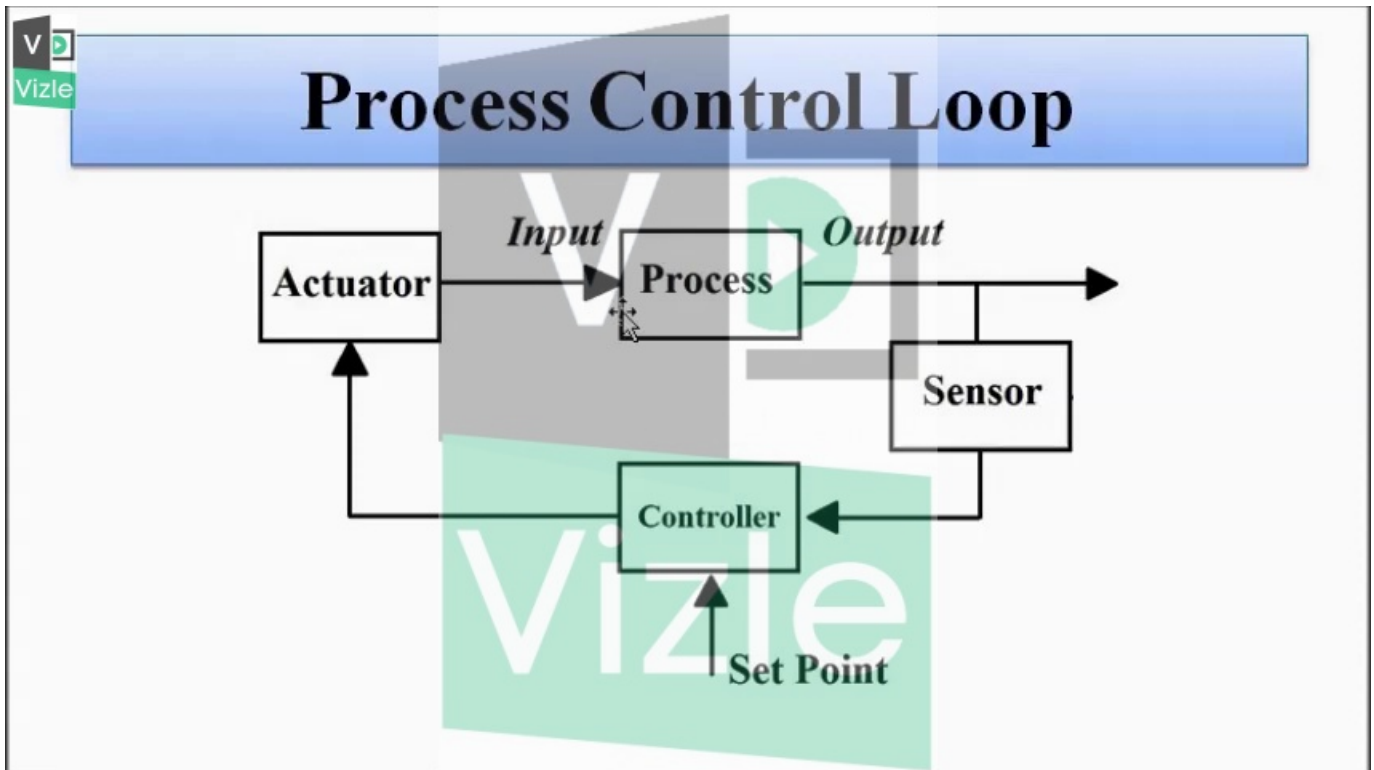 V
Vizle
Process Control Loop
Input
Output
Actuator
Process
Sensor
Controller
Set Point
V
Vizle